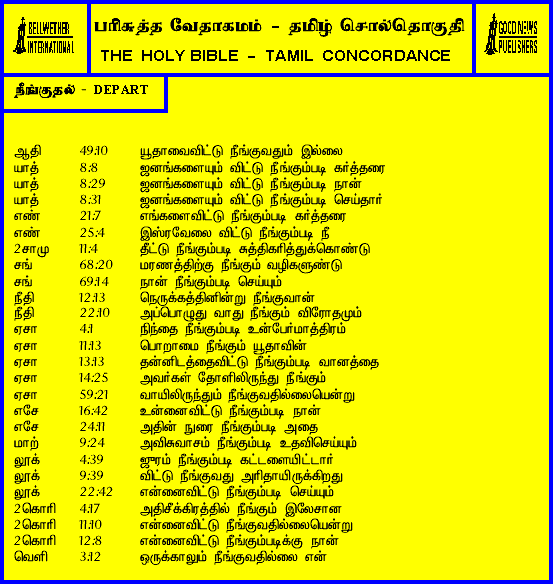 BELLWETHER
INTERNATIONAL
பரிசுத்த வேதாகமம் - தமிழ் சொல்தொகுதி
THE HOLY BIBLE - TAMIL CONCORDANCE
GOOD NEWS
PUBLISHERS
நீங்குதல் - DEPART
ஆதி 49:10 யூதாவைவிட்டு நீங்குவதும் இல்லை
யாத் 8:8 ஜனங்களையும் விட்டு நீங்கும்படி கர்த்தரை
யாத் 8:29 ஜனங்களையும் விட்டு நீங்கும்படி நான்
யாத் 8:31 ஜனங்களையும் விட்டு நீங்கும்படி செய்தார்
எண் 21:7 எங்களைவிட்டு நீங்கும்படி கர்த்தரை
எண் 25:4 இஸ்ரவேலை விட்டு நீங்கும்படி நீ
2சாமு 11:4 தீட்டு நீங்கும்படி சுத்திகரித்துக்கொண்டு
சங் 68:20 மரணத்திற்கு நீங்கும் வழிகளுண்டு
சங் 69:14 நான் நீங்கும்படி செய்யும்
நீதி 12:13 நெருக்கத்தினின்று நீங்குவான்
நீதி 22:10 அப்பொழுது வாது நீங்கும் விரோதமும்
ஏசா 4:1 நிந்தை நீங்கும்படி உன்பேர்மாத்திரம்
ஏசா 11:13 பொறாமை நீங்கும் யூதாவின்
ஏசா 13:13 தன்னிடத்தைவிட்டு நீங்கும்படி வானத்தை
ஏசா 14:25 அவர்கள் தோளிலிருந்து நீங்கும்
ஏசா 59:21 வாயிலிருந்தும் நீங்குவதில்லையென்று
எசே 16:42 உன்னைவிட்டு நீங்கும்படி நான்
எசே 24:11 அதின் நுரை நீங்கும்படி அதை
மாற் 9:24 அவிசுவாசம் நீங்கும்படி உதவிசெய்யும்
லூக் 4:39 ஜுரம் நீங்கும்படி கட்டளையிட்டார்
லூக் 9:39 விட்டு நீங்குவது அரிதாயிருக்கிறது
லூக் 22:42 என்னைவிட்டு நீங்கும்படி செய்யும்
2கொரி 4:17 அதிசீக்கிரத்தில் நீங்கும் இலேசான
2கொரி 11:10 என்னைவிட்டு நீங்குவதில்லையென்று
2கொரி 12:8 என்னைவிட்டு நீங்கும்படிக்கு நான்
வெளி 3:12 ஒருக்காலும் நீங்குவதில்லை என்